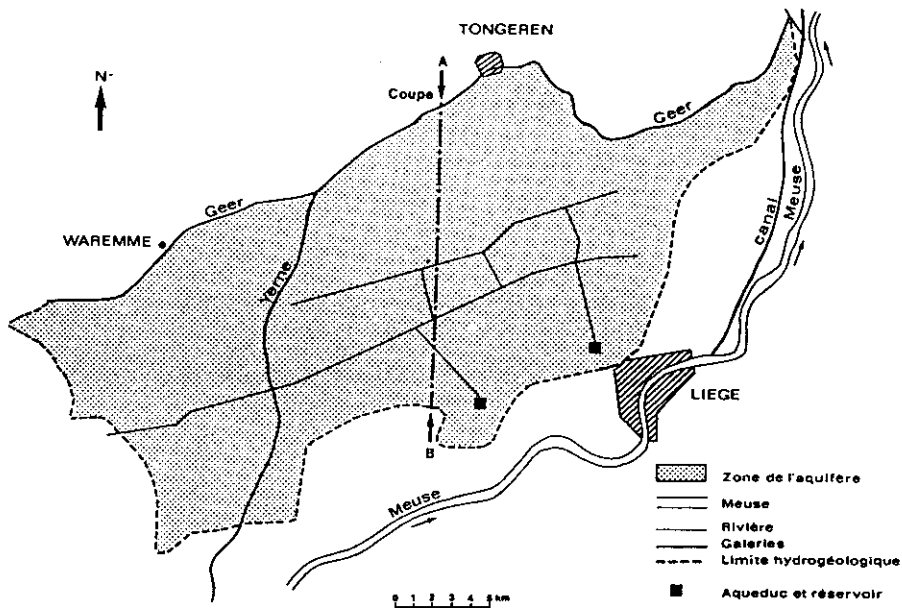 TONGEREN
N
A
Coupe
Geer
Geer
WAREMME
Yerne
canal
Meuse
LIEGE
B
Meuse
Zone de l'aquifère
Meuse
Rivière
Galeries
Limite hydrogéologique
Aqueduc et réservoir
0 1 2 3 4 5 km